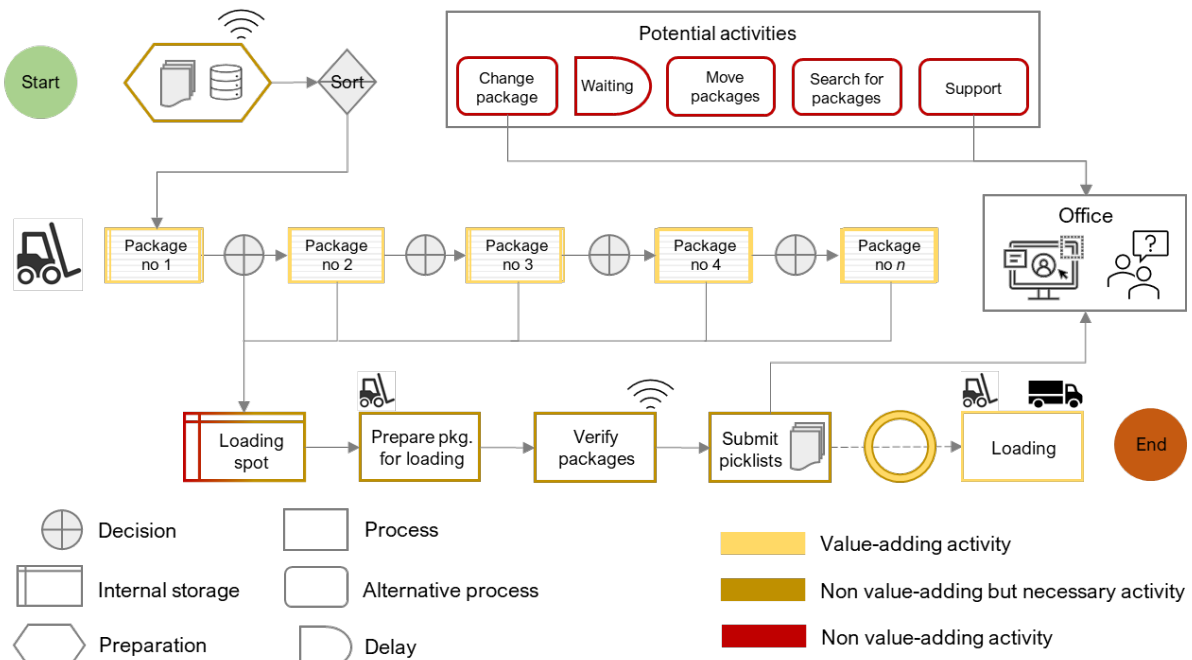 Start
Sort
Potential activities
Change
package
Waiting
Move
packages
Search for
packages
Support
Package
no 1
Package
no 2
Package
no 3
Package
no 4
Package
no n
Office
?
Loading
spot
Prepare pkg.
for loading
Verify
packages
Submit
picklists
Loading
End
Decision
Process
Internal storage
Alternative process
Preparation
Delay
Value-adding activity
Non value-adding but necessary activity
Non value-adding activity